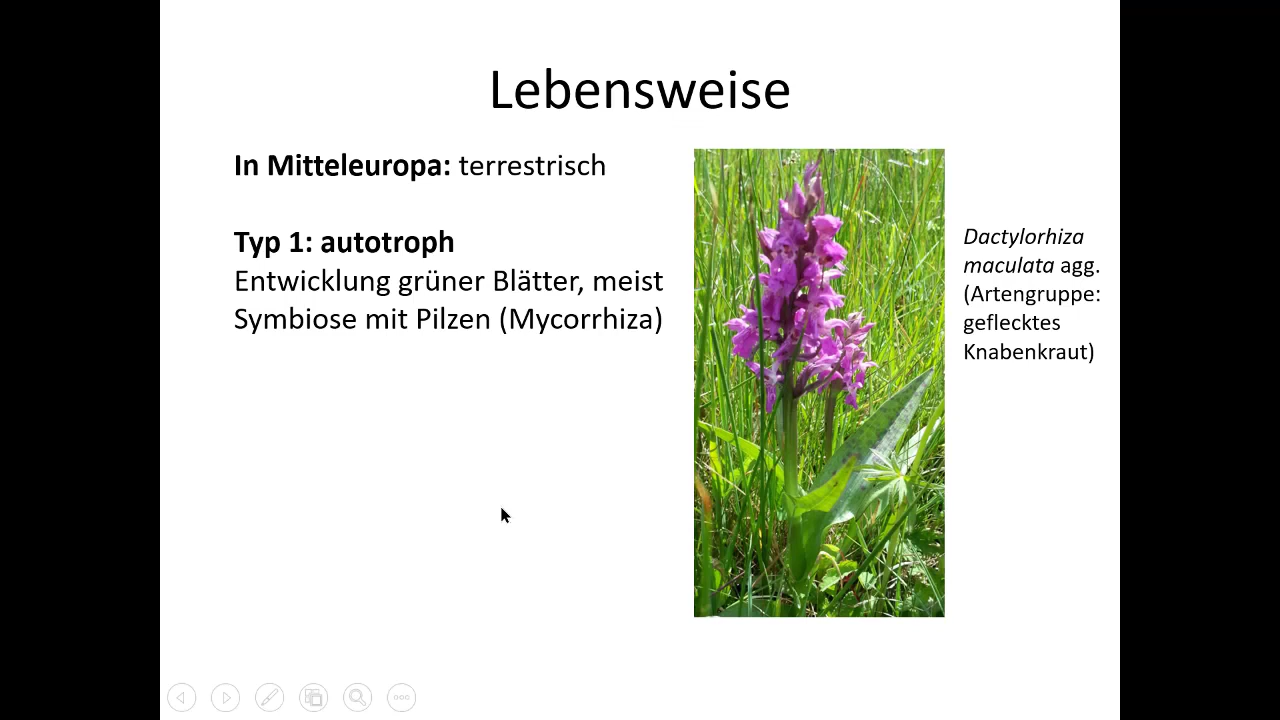 Lebensweise
In Mitteleuropa: terrestrisch
Typ 1: autotroph
Entwicklung grüner Blätter, meist
Symbiose mit Pilzen (Mycorrhiza)
Dactylorhiza
maculata agg.
(Artengruppe:
geflecktes
Knabenkraut)